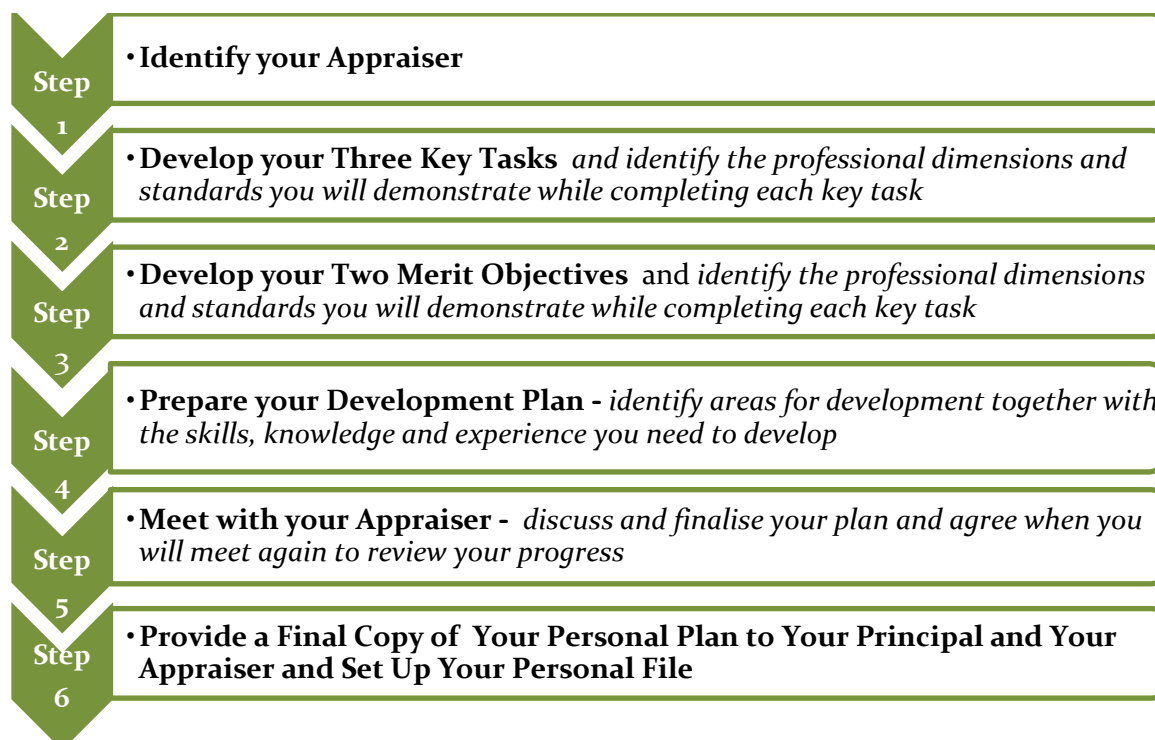 Step
1
•Identify your Appraiser
Step
2
•Develop your Three Key Tasks and identify the professional dimensions and
standards you will demonstrate while completing each key task
Step
3
•Develop your Two Merit Objectives and identify the professional dimensions
and standards you will demonstrate while completing each key task
Step
4
•Prepare your Development Plan - identify areas for development together with
the skills, knowledge and experience you need to develop
Step
5
•Meet with your Appraiser - discuss and finalise your plan and agree when you
will meet again to review your progress
Step
6
•Provide a Final Copy of Your Personal Plan to Your Principal and Your
Appraiser and Set Up Your Personal File